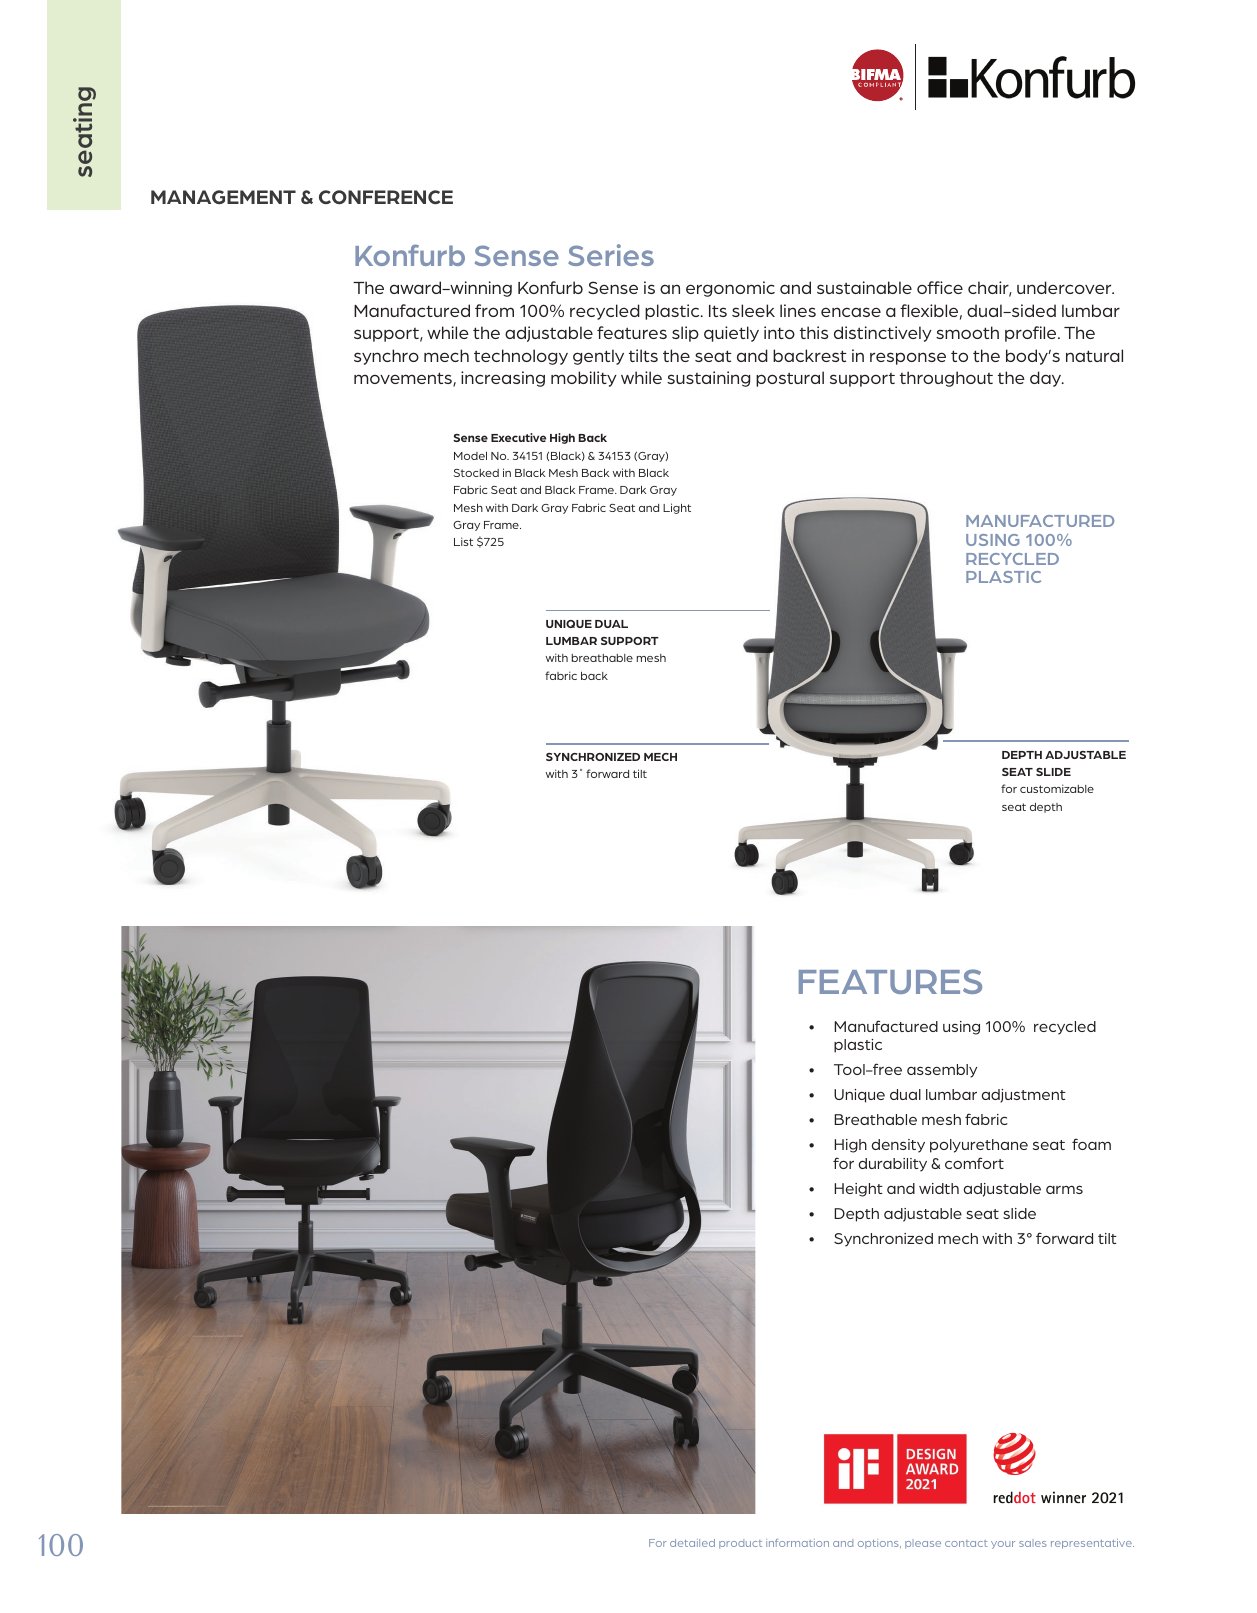 seating
BIFMA
COMPLIANT
Konfurb
MANAGEMENT & CONFERENCE
Konfurb Sense Series
The award-winning Konfurb Sense is an ergonomic and sustainable office chair, undercover.
Manufactured from 100% recycled plastic. Its sleek lines encase a flexible, dual-sided lumbar
support, while the adjustable features slip quietly into this distinctively smooth profile. The
synchro mech technology gently tilts the seat and backrest in response to the body's natural
movements, increasing mobility while sustaining postural support throughout the day.
Sense Executive High Back
Model No. 34151 (Black) & 34153 (Gray)
Stocked in Black Mesh Back with Black
Fabric Seat and Black Frame. Dark Gray
Mesh with Dark Gray Fabric Seat and Light
Gray Frame.
List $725
MANUFACTURED
USING 100%
RECYCLED
PLASTIC
UNIQUE DUAL
LUMBAR SUPPORT
with breathable mesh
fabric back
SYNCHRONIZED MECH
with 3˚ forward tilt
DEPTH ADJUSTABLE
SEAT SLIDE
for customizable
seat depth
FEATURES
• Manufactured using 100% recycled
plastic
• Tool-free assembly
• Unique dual lumbar adjustment
• Breathable mesh fabric
• High density polyurethane seat foam
for durability & comfort
• Height and width adjustable arms
• Depth adjustable seat slide
• Synchronized mech with 3° forward tilt
iF
DESIGN
AWARD
2021
reddot winner 2021
100
For detailed product information and options, please contact your sales representative.